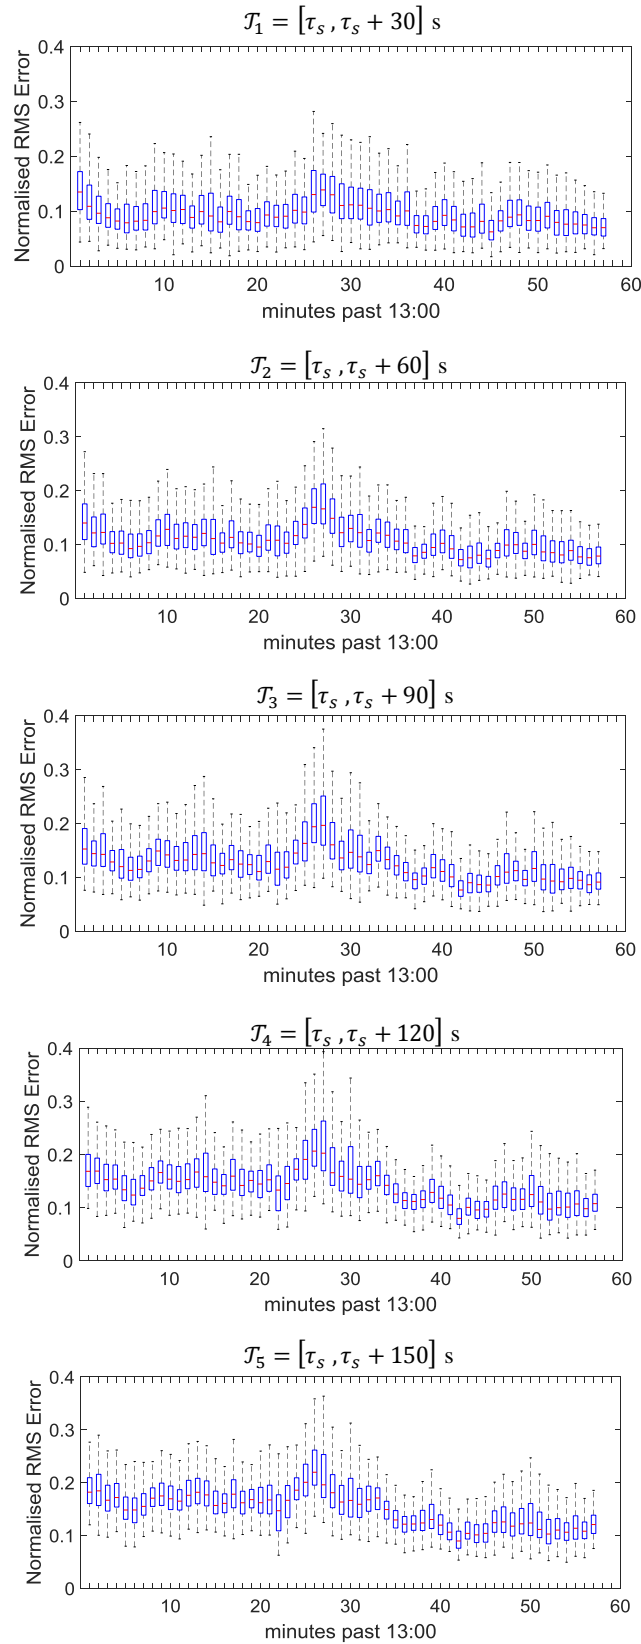 𝒯₁ = [τₛ , τₛ + 30] s
0.4
0.3
0.2
0.1
0
Normalised RMS Error
10 20 30 40 50 60
minutes past 13:00
𝒯₂ = [τₛ , τₛ + 60] s
0.4
0.3
0.2
0.1
0
Normalised RMS Error
10 20 30 40 50 60
minutes past 13:00
𝒯₃ = [τₛ , τₛ + 90] s
0.4
0.3
0.2
0.1
0
Normalised RMS Error
10 20 30 40 50 60
minutes past 13:00
𝒯₄ = [τₛ , τₛ + 120] s
0.4
0.3
0.2
0.1
0
Normalised RMS Error
10 20 30 40 50 60
minutes past 13:00
𝒯₅ = [τₛ , τₛ + 150] s
0.4
0.3
0.2
0.1
0
Normalised RMS Error
10 20 30 40 50 60
minutes past 13:00